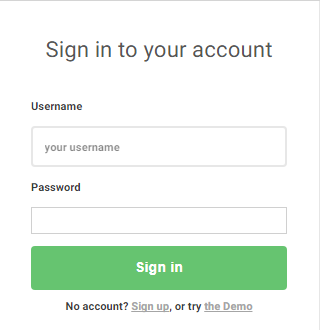 Sign in to your account
Username
your username
Password
Sign in
No account? Sign up, or try the Demo